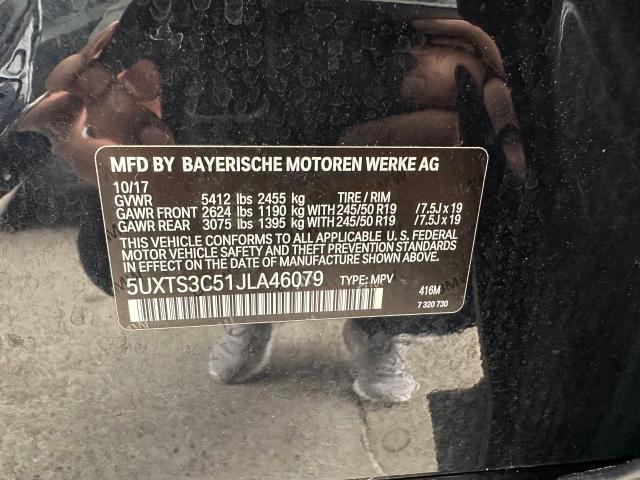 MFD BY BAYERISCHE MOTOREN WERKE AG
10/17
GVWR 5412 lbs 2455 kg TIRE / RIM
GAWR FRONT 2624 lbs 1190 kg WITH 245/50 R19 /7.5J x 19
GAWR REAR 3075 lbs 1395 kg WITH 245/50 R19 /7.5J x 19
THIS VEHICLE CONFORMS TO ALL APPLICABLE U. S. FEDERAL
MOTOR VEHICLE SAFETY AND THEFT PREVENTION STANDARDS
IN EFFECT ON THE DATE OF MANUFACTURE SHOWN ABOVE.
5UXTS3C51JLA46079 TYPE: MPV 416M
7 320 730